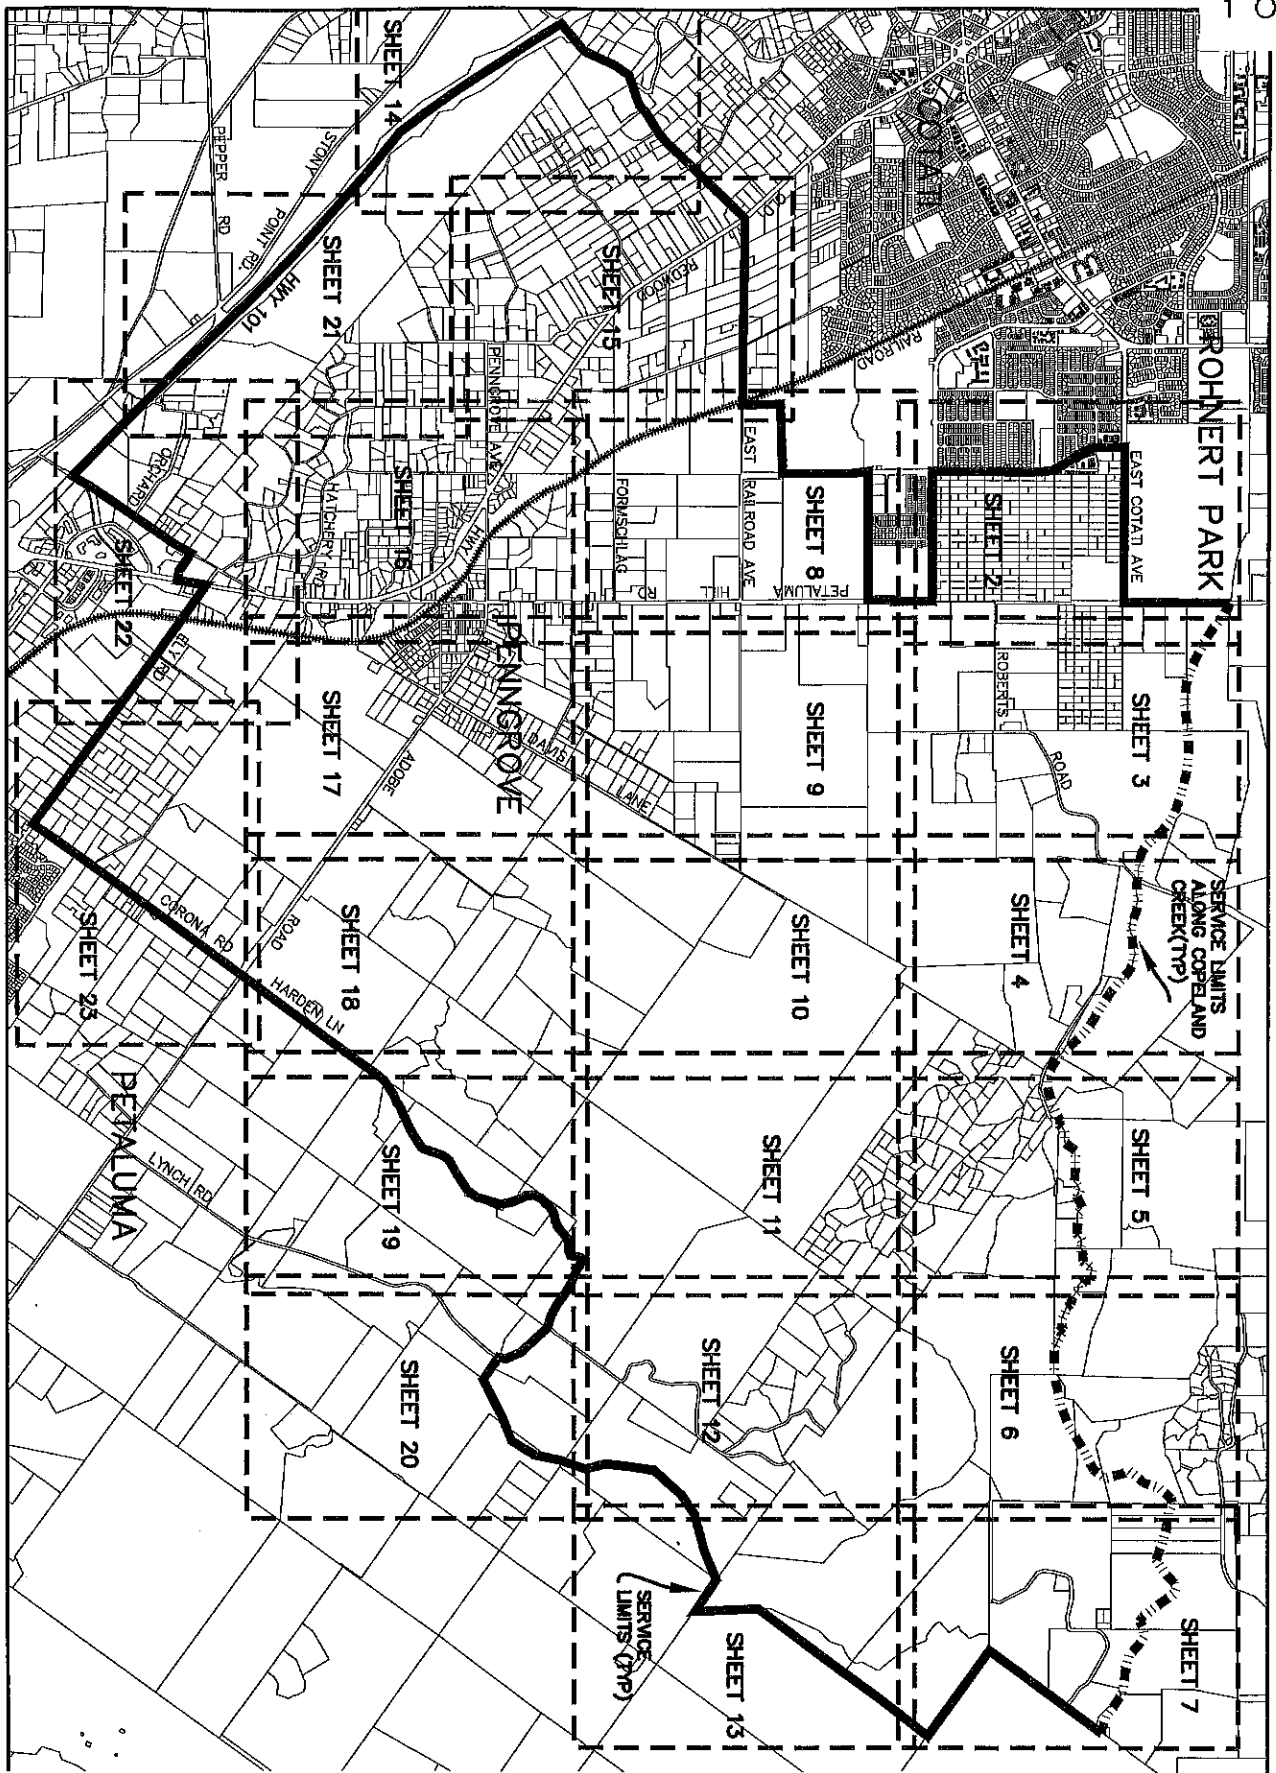 10
COTATI
ROHNERT PARK
EAST COTATI AVE
SHEET 2
SHEET 3
ROBERTS
ROAD
SERVICE LIMITS
ALONG COPELAND
CREEK(TYP)
SHEET 4
SHEET 5
SHEET 6
SHEET 7
RAILROAD
EAST
RAILROAD AVE
SHEET 8
PETALUMA
HILL
RD
FORMSCHLAG
SHEET 9
SHEET 10
SHEET 11
SHEET 12
SHEET 13
SERVICE
LIMITS (TYP)
SHEET 14
SHEET 15
OLD
REDWOOD
HWY
PENNGROVE AVE
SHEET 16
HATCHERY RD
PENNGROVE
DAVIS
LANE
ADOBE
ROAD
SHEET 17
SHEET 18
SHEET 19
SHEET 20
STONY
POINT RD.
PEPPER
RD
HWY 101
SHEET 21
ORCHARD
SHEET 22
ELY RD
CORONA RD
HARDEN LN
SHEET 23
PETALUMA
LYNCH RD